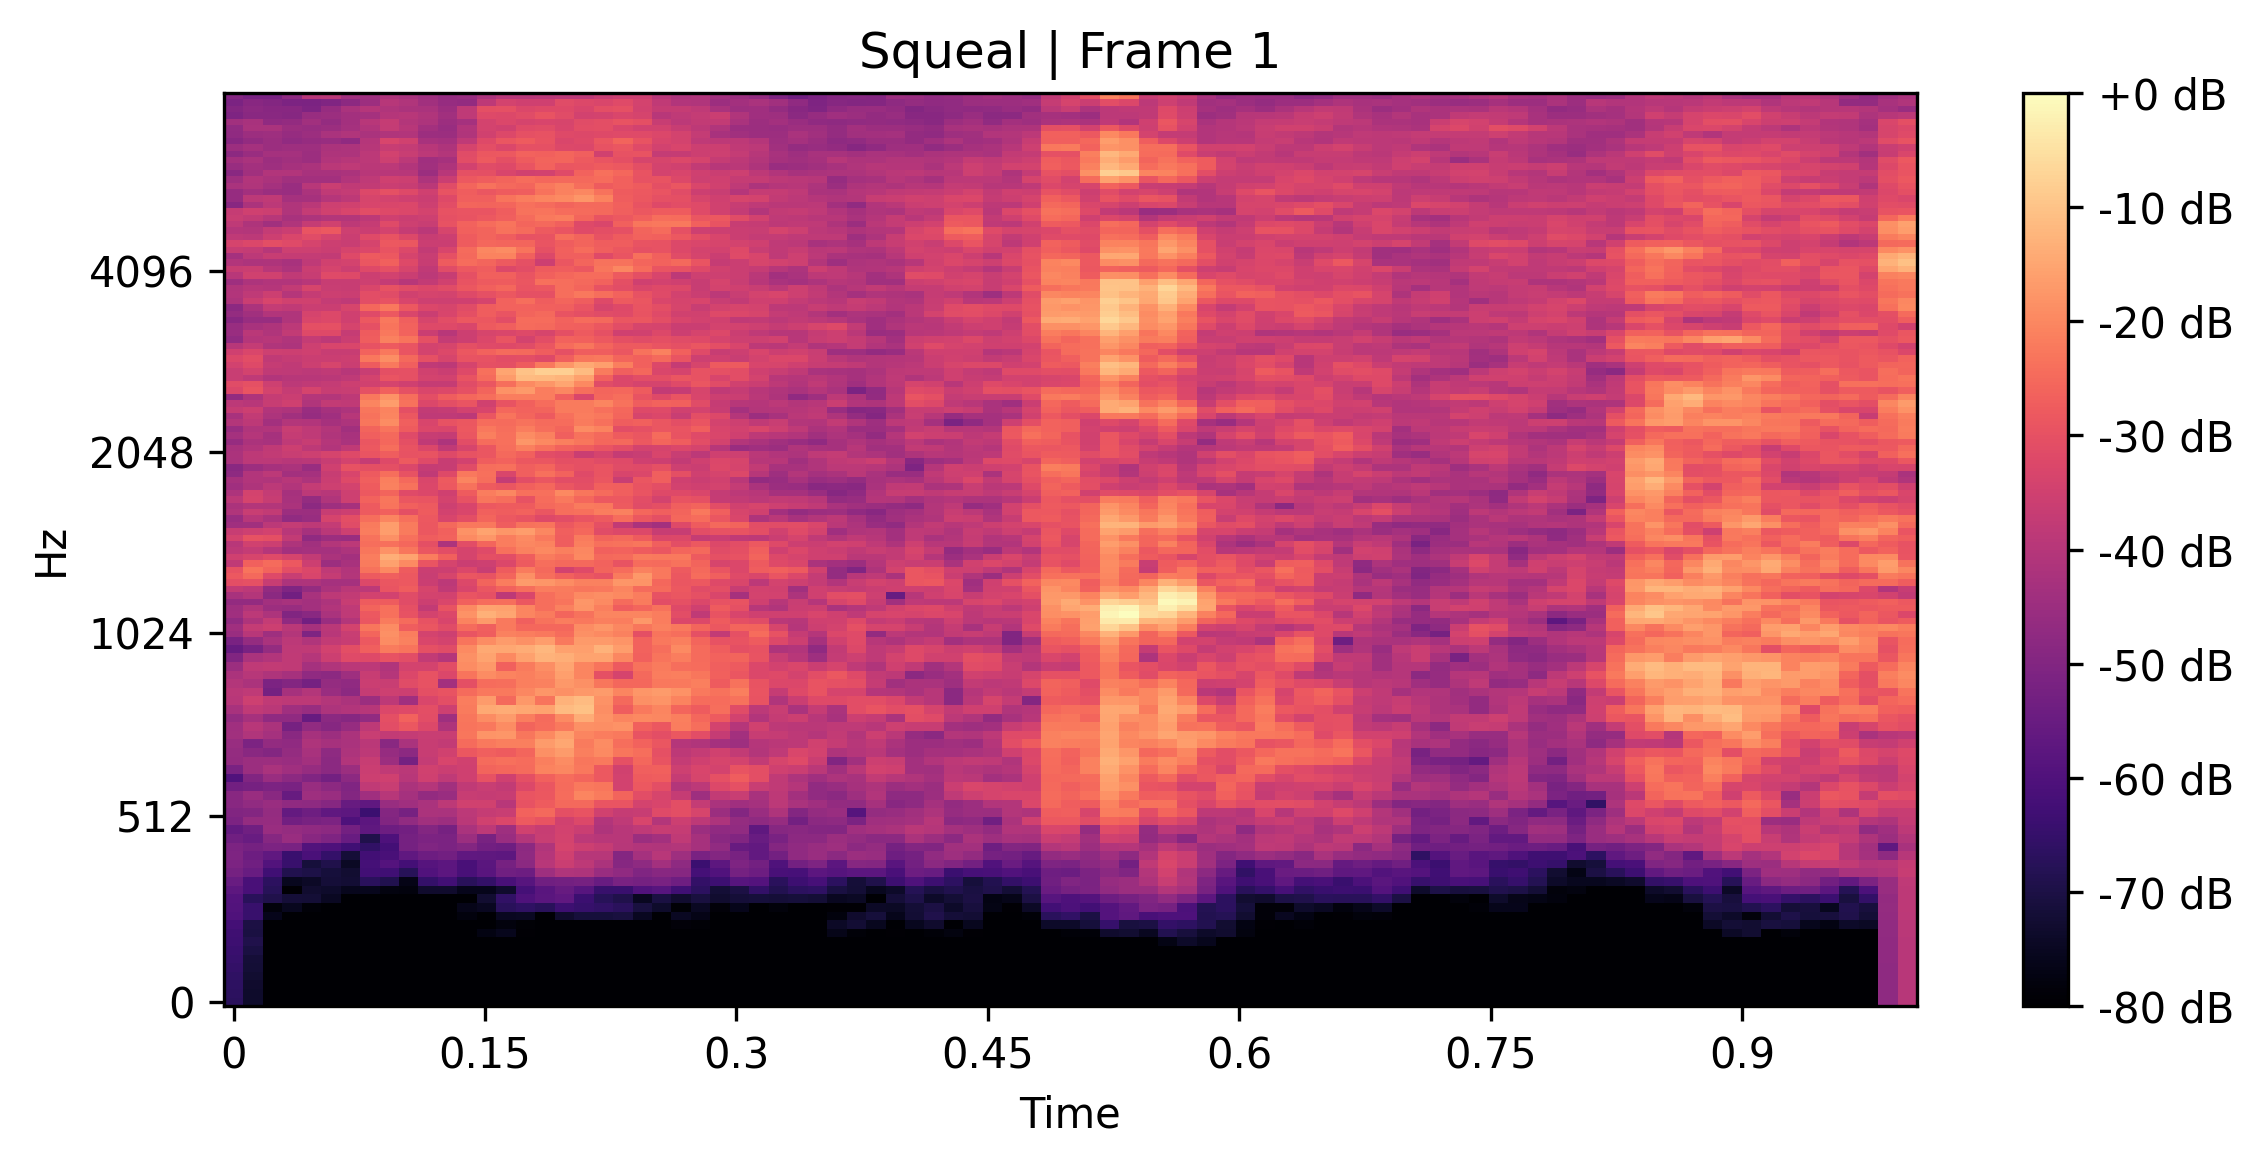 Squeal | Frame 1
+0 dB
-10 dB
-20 dB
-30 dB
-40 dB
-50 dB
-60 dB
-70 dB
-80 dB
4096
2048
1024
512
0
Hz
0 0.15 0.3 0.45 0.6 0.75 0.9
Time